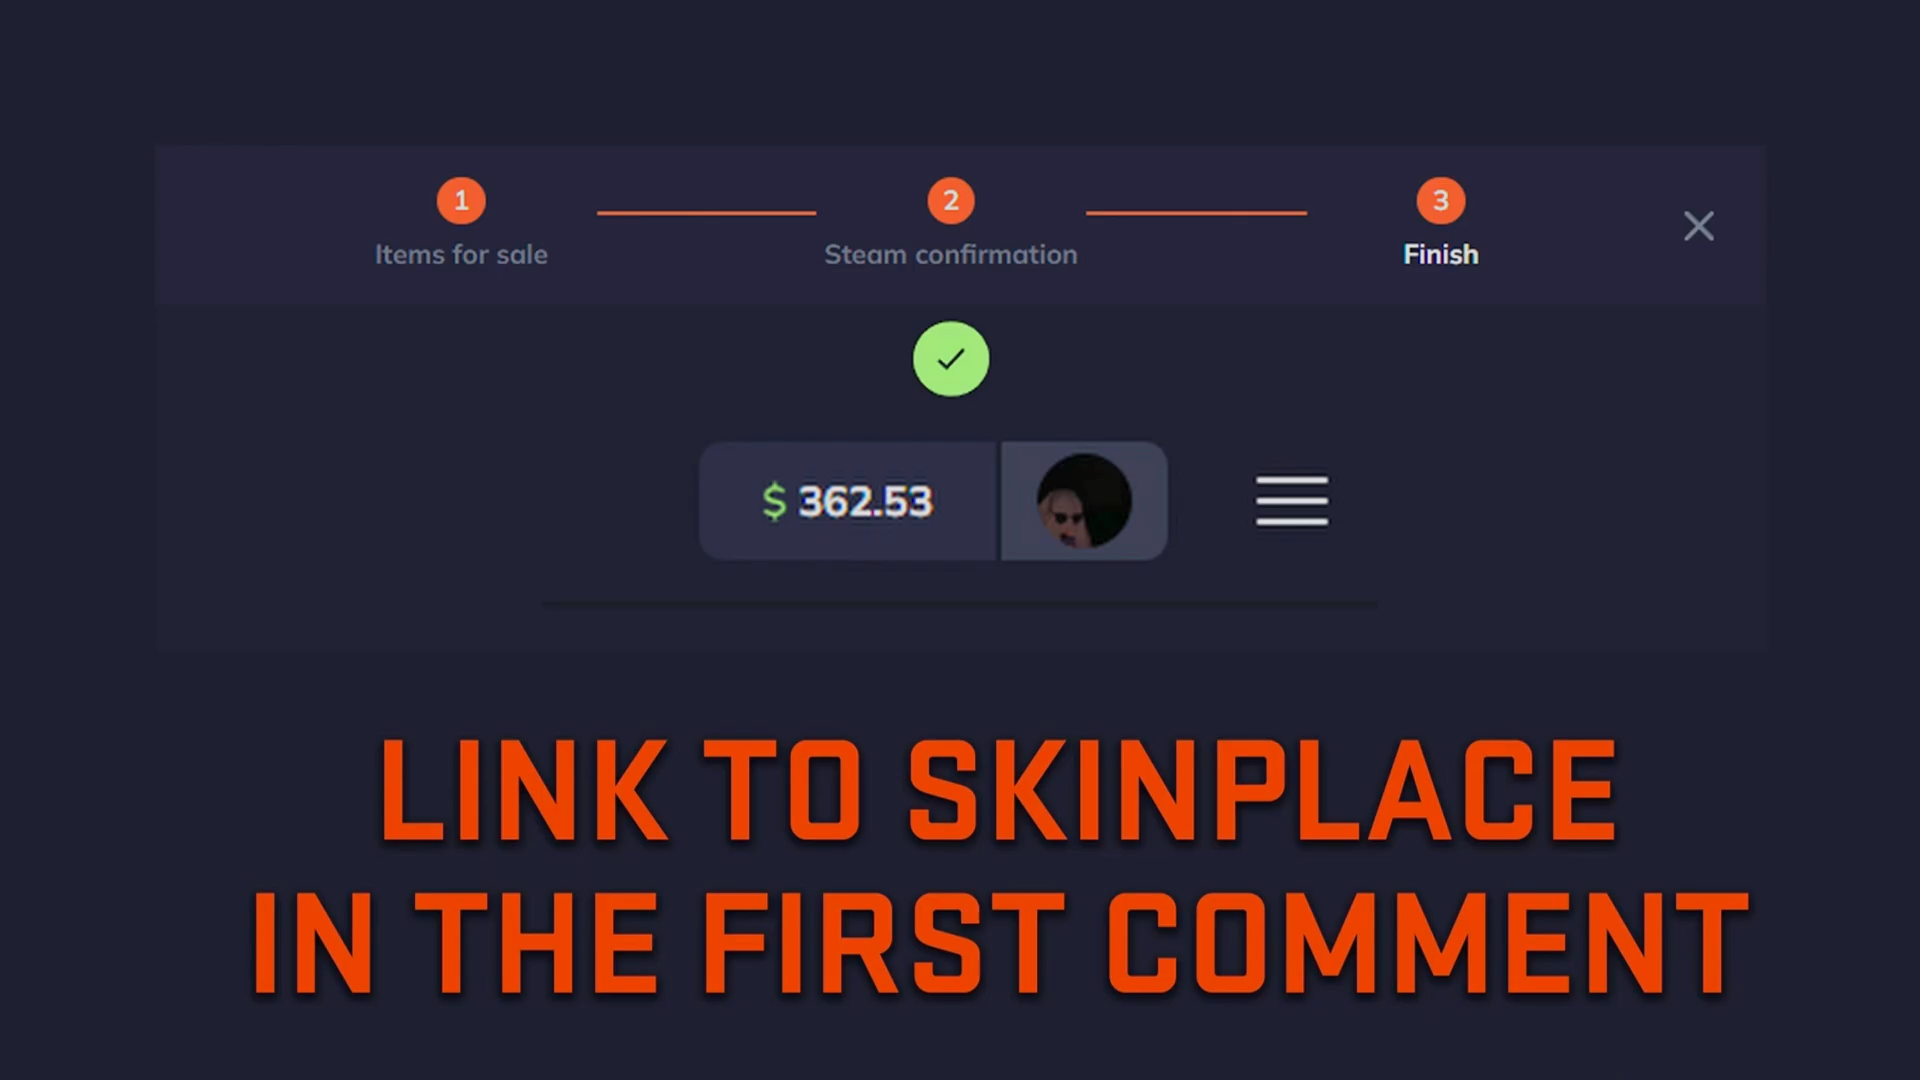 1 2 3
Items for sale Steam confirmation Finish
$ 362.53
LINK TO SKINPLACE
IN THE FIRST COMMENT